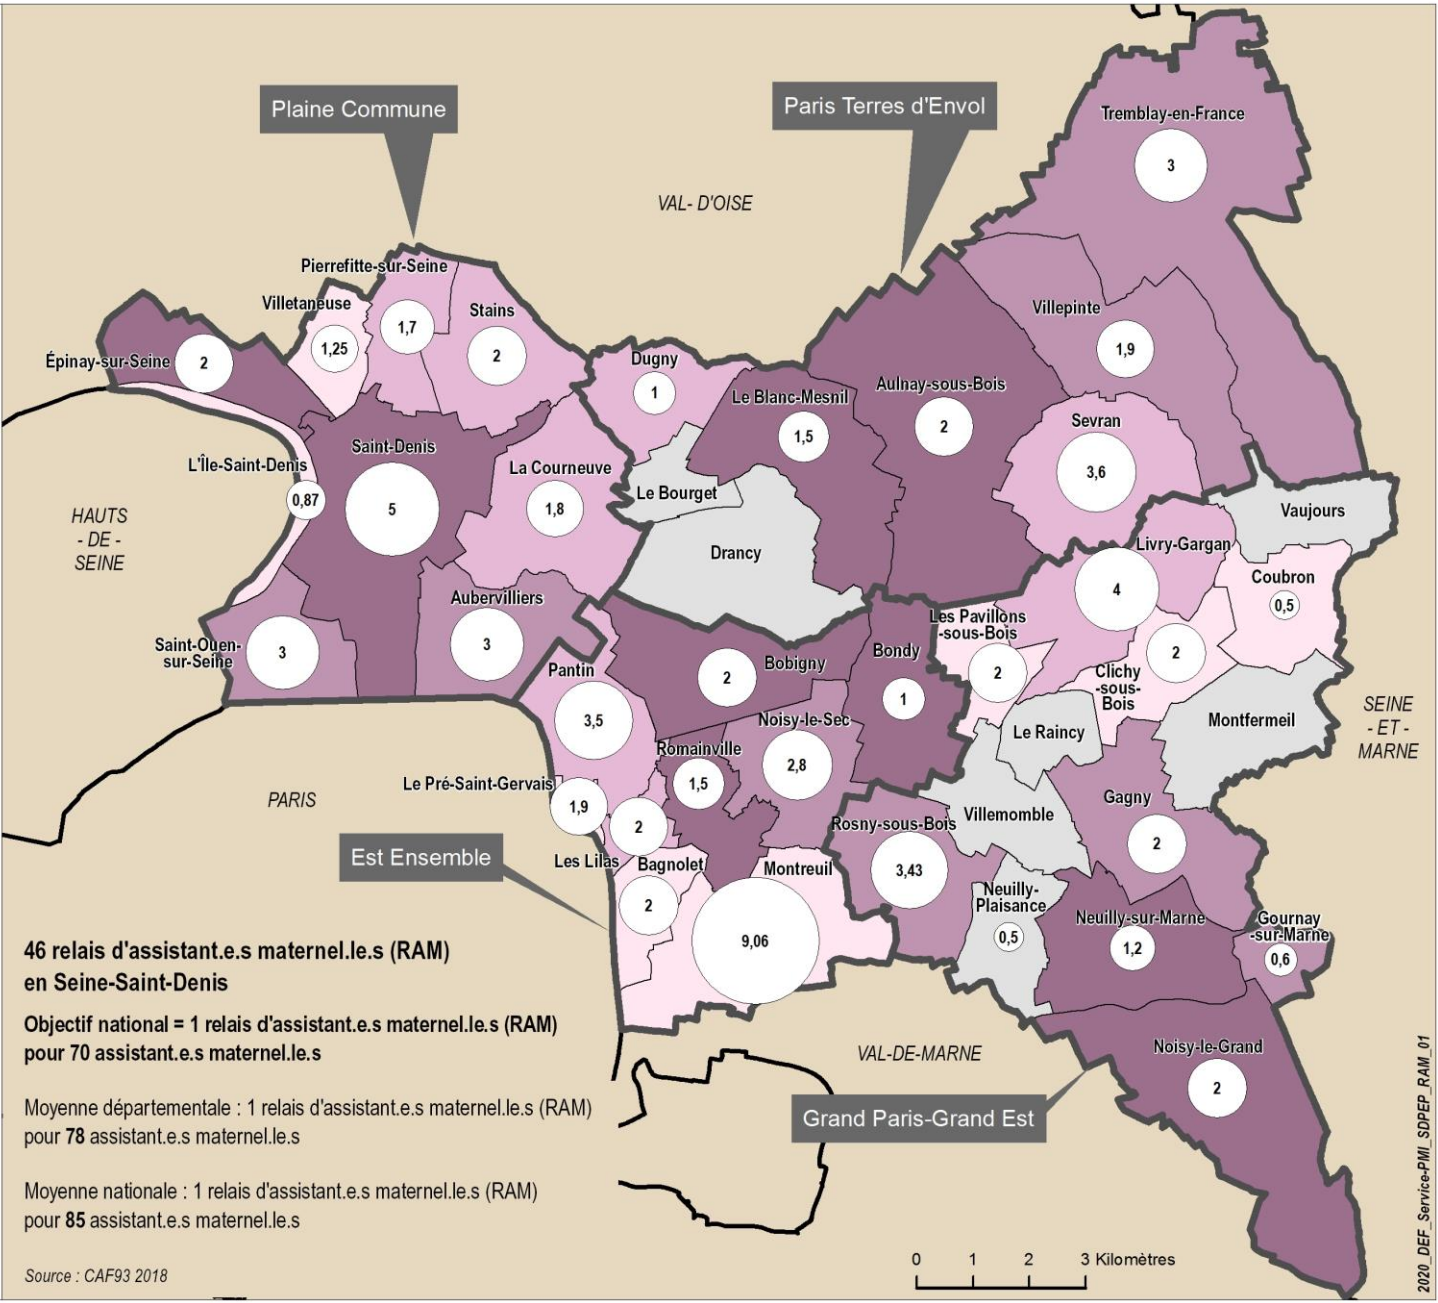 Plaine Commune
Paris Terres d'Envol
Tremblay-en-France
3
VAL- D'OISE
Pierrefitte-sur-Seine
1,7
Villetaneuse
1,25
Stains
2
Épinay-sur-Seine
2
Villepinte
1,9
Dugny
1
Le Blanc-Mesnil
1,5
Aulnay-sous-Bois
2
Sevran
3,6
Saint-Denis
5
L'Île-Saint-Denis
0,87
La Courneuve
1,8
Le Bourget
Drancy
Vaujours
HAUTS
- DE -
SEINE
Livry-Gargan
4
Coubron
0,5
Aubervilliers
3
Saint-Ouen-
sur-Seine
3
Les Pavillons
-sous-Bois
2
Clichy
-sous-
Bois
2
Pantin
3,5
Bobigny
2
Bondy
1
Noisy-le-Sec
2,8
Le Raincy
Montfermeil
SEINE
- ET -
MARNE
Romainville
1,5
Le Pré-Saint-Gervais
1,9
PARIS
Les Lilas
2
Villemomble
Gagny
2
Rosny-sous-Bois
3,43
Est Ensemble
Bagnolet
2
Montreuil
9,06
Neuilly-
Plaisance
0,5
Neuilly-sur-Marne
1,2
Gournay
-sur-Marne
0,6
Noisy-le-Grand
2
VAL-DE-MARNE
Grand Paris-Grand Est
46 relais d'assistant.e.s maternel.le.s (RAM)
en Seine-Saint-Denis
Objectif national = 1 relais d'assistant.e.s maternel.le.s (RAM)
pour 70 assistant.e.s maternel.le.s
Moyenne départementale : 1 relais d'assistant.e.s maternel.le.s (RAM)
pour 78 assistant.e.s maternel.le.s
Moyenne nationale : 1 relais d'assistant.e.s maternel.le.s (RAM)
pour 85 assistant.e.s maternel.le.s
Source : CAF93 2018
0 1 2 3 Kilomètres
2020_DEF_Service-PMI_SDPEP_RAM_01